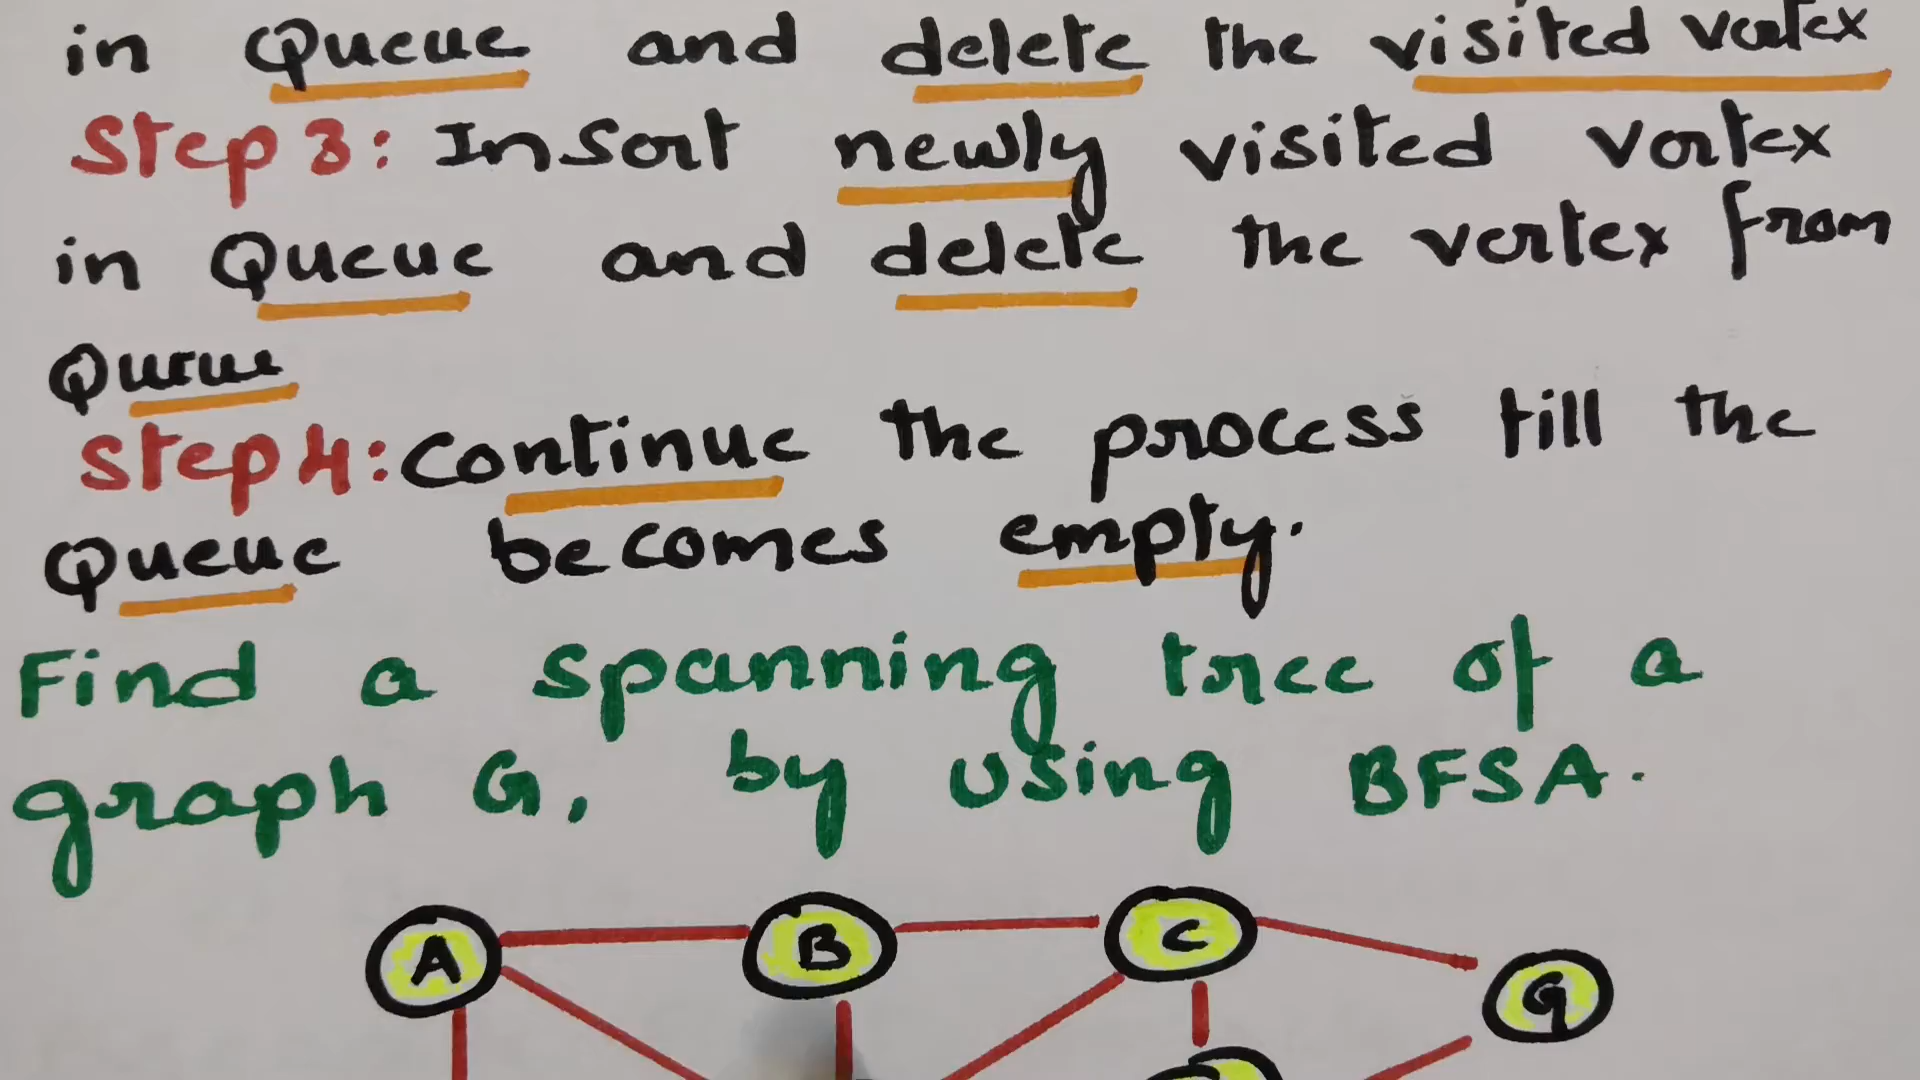 in Queue and delete the visited vertex
Step 3: Insert newly visited vertex
in Queue and delete the vertex from
Queue
Step 4: Continue the process till the
Queue becomes empty.
Find a spanning tree of a
graph G, by using BFSA.
A B C
G